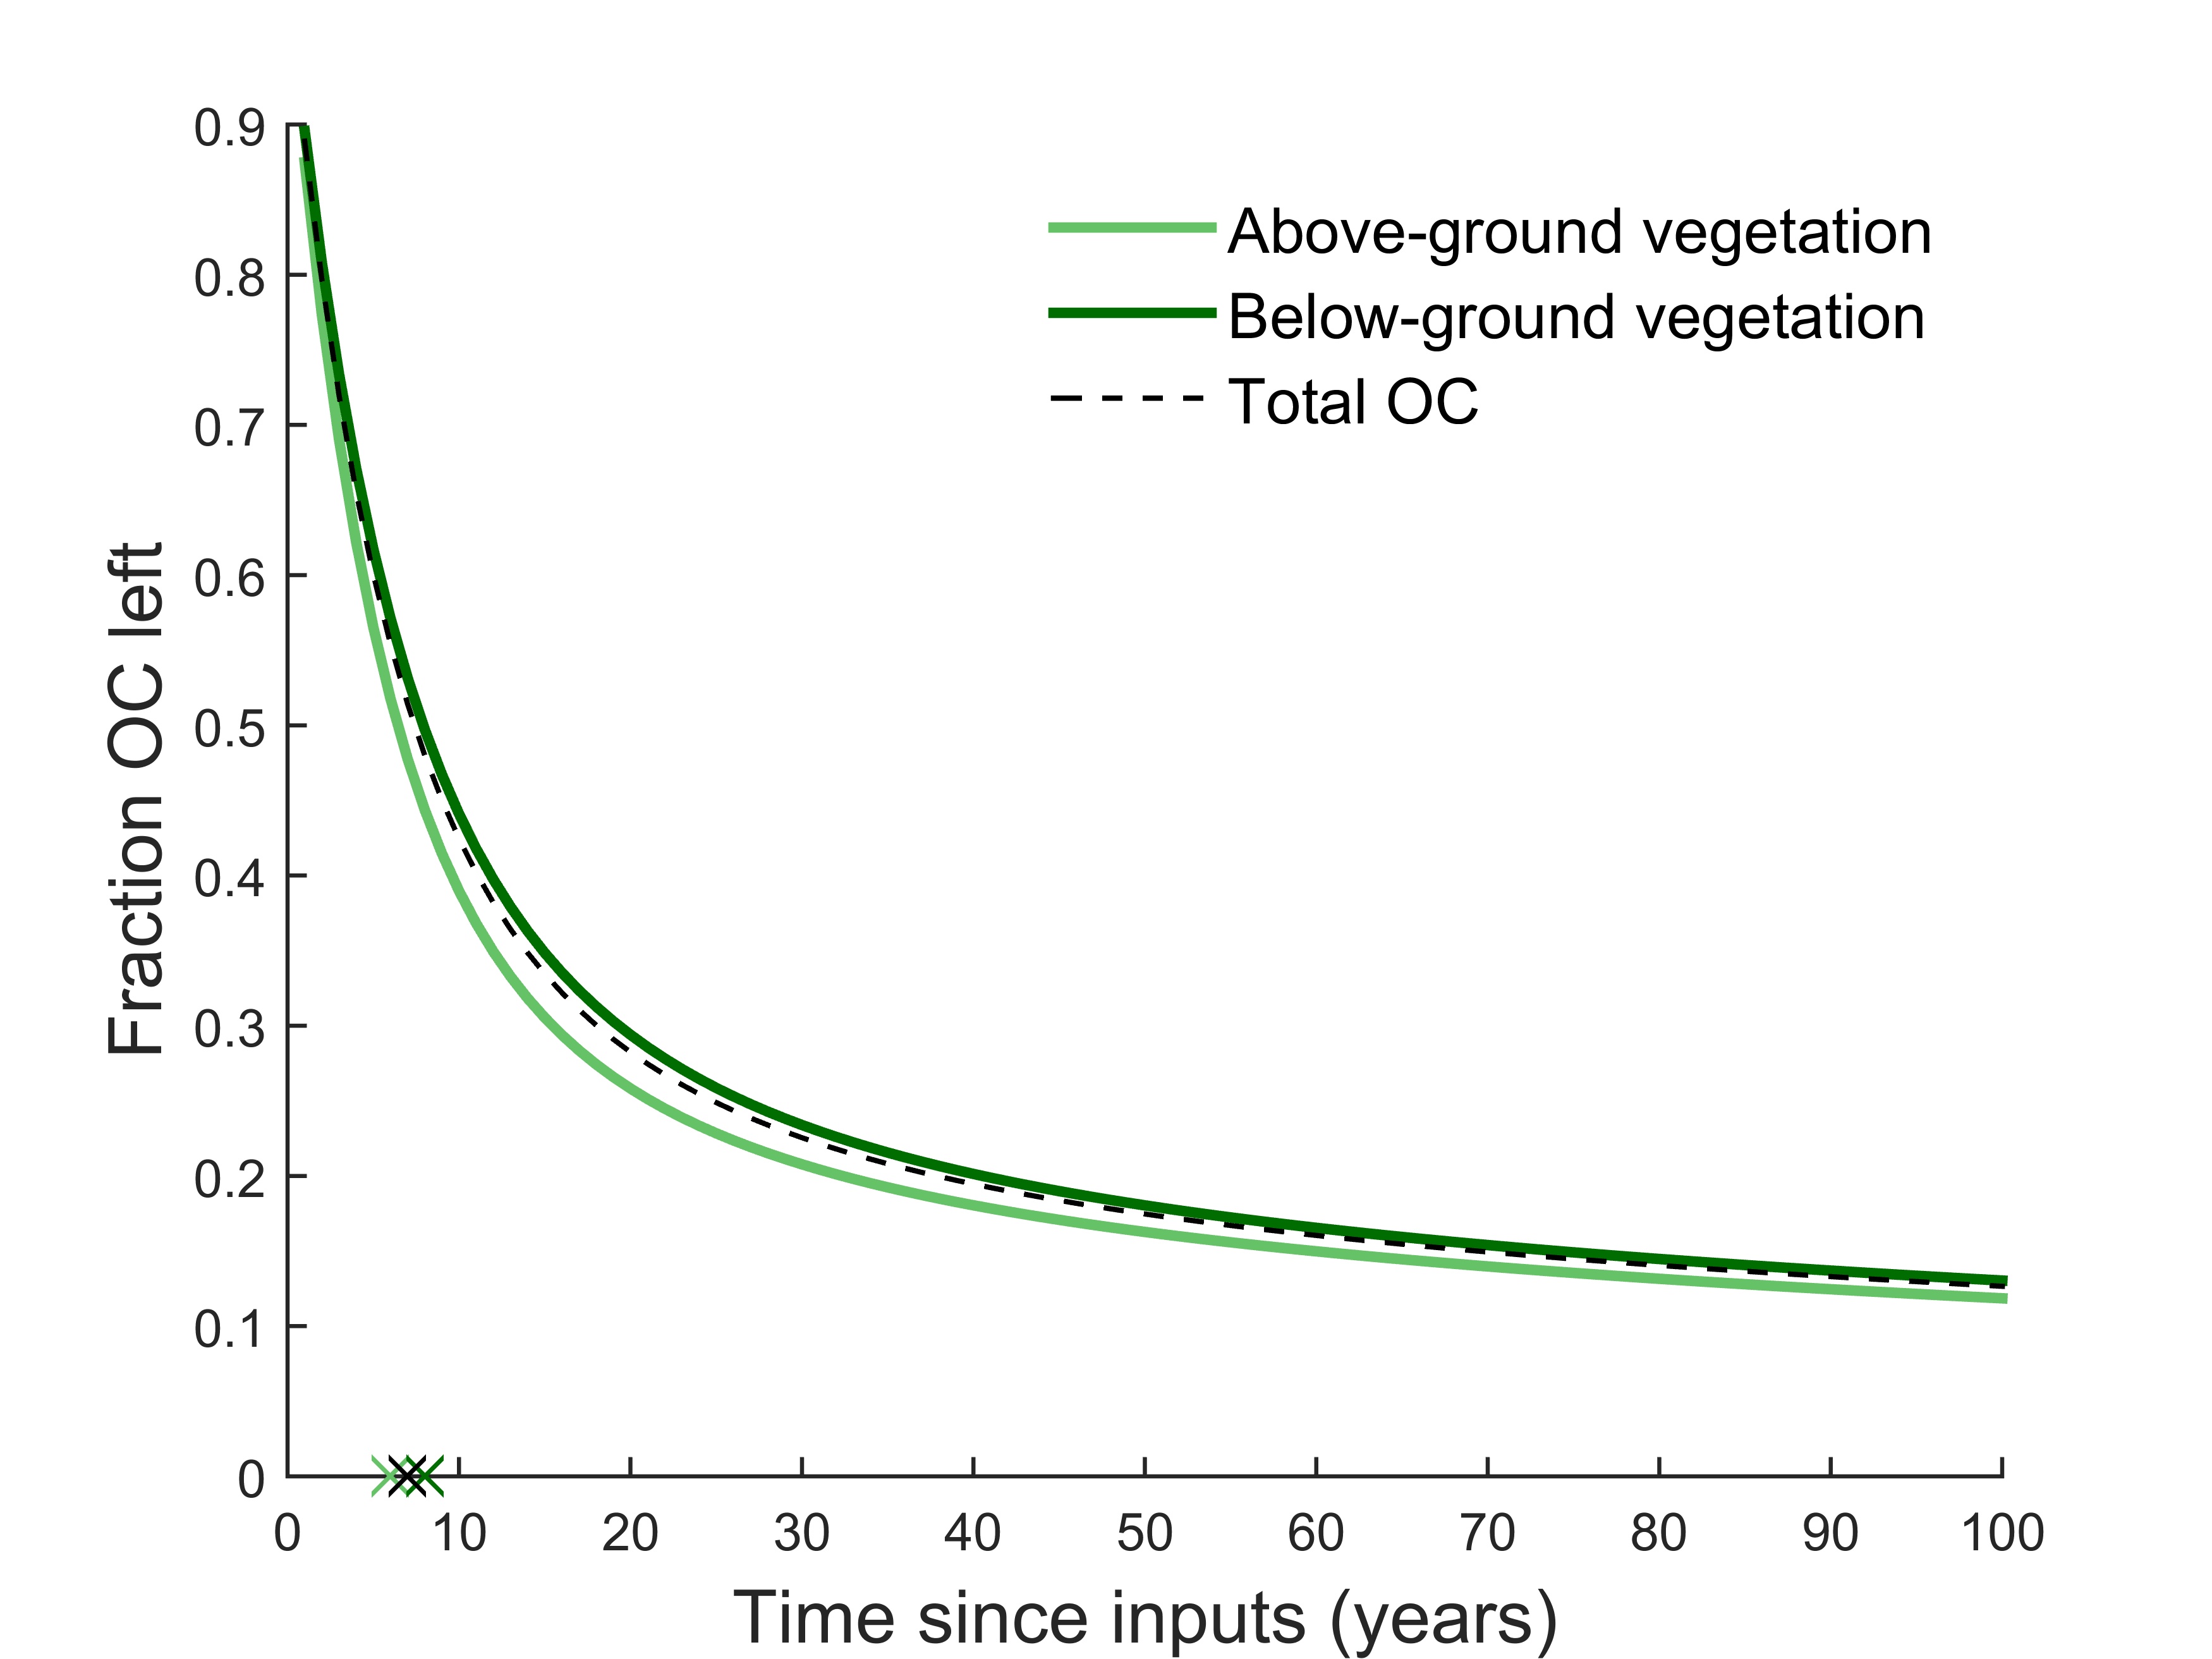 0.9
0.8
0.7
0.6
0.5
0.4
0.3
0.2
0.1
0
Fraction OC left
Above-ground vegetation
Below-ground vegetation
Total OC
0 10 20 30 40 50 60 70 80 90 100
Time since inputs (years)